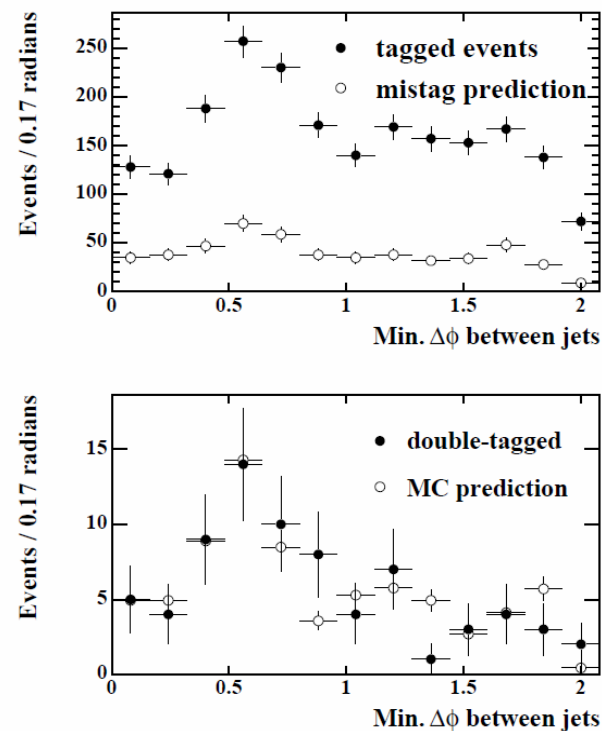 Events / 0.17 radians
250
200
150
100
50
0
tagged events
mistag prediction
0 0.5 1 1.5 2
Min. Δϕ between jets
Events / 0.17 radians
15
10
5
0
double-tagged
MC prediction
0 0.5 1 1.5 2
Min. Δϕ between jets